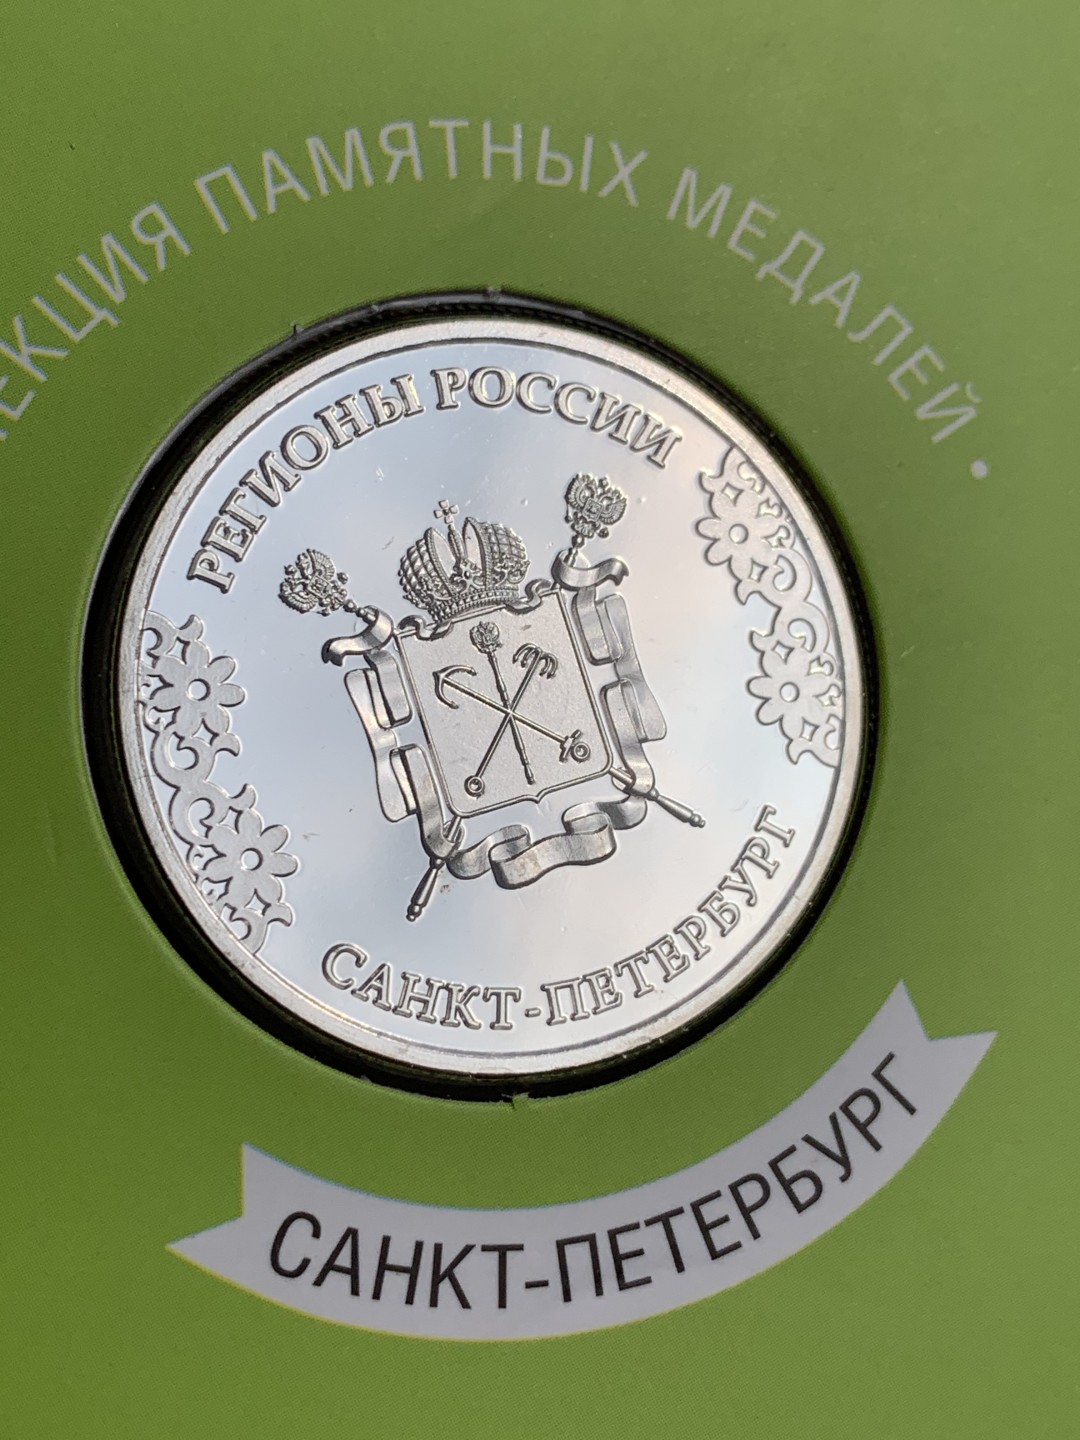 ЕКЦИЯ ПАМЯТНЫХ МЕДАЛЕЙ •
РЕГИОНЫ РОССИИ
САНКТ-ПЕТЕРБУРГ
САНКТ-ПЕТЕРБУРГ